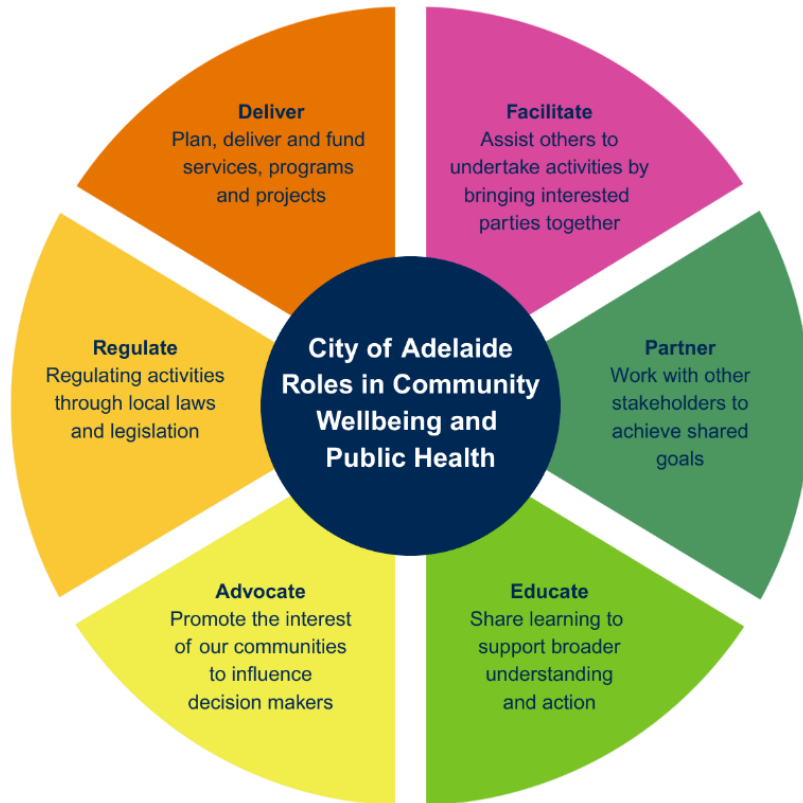 Deliver
Plan, deliver and fund
services, programs
and projects
Facilitate
Assist others to
undertake activities by
bringing interested
parties together
Regulate
Regulating activities
through local laws
and legislation
City of Adelaide
Roles in Community
Wellbeing and
Public Health
Partner
Work with other
stakeholders to
achieve shared
goals
Advocate
Promote the interest
of our communities
to influence
decision makers
Educate
Share learning to
support broader
understanding
and action